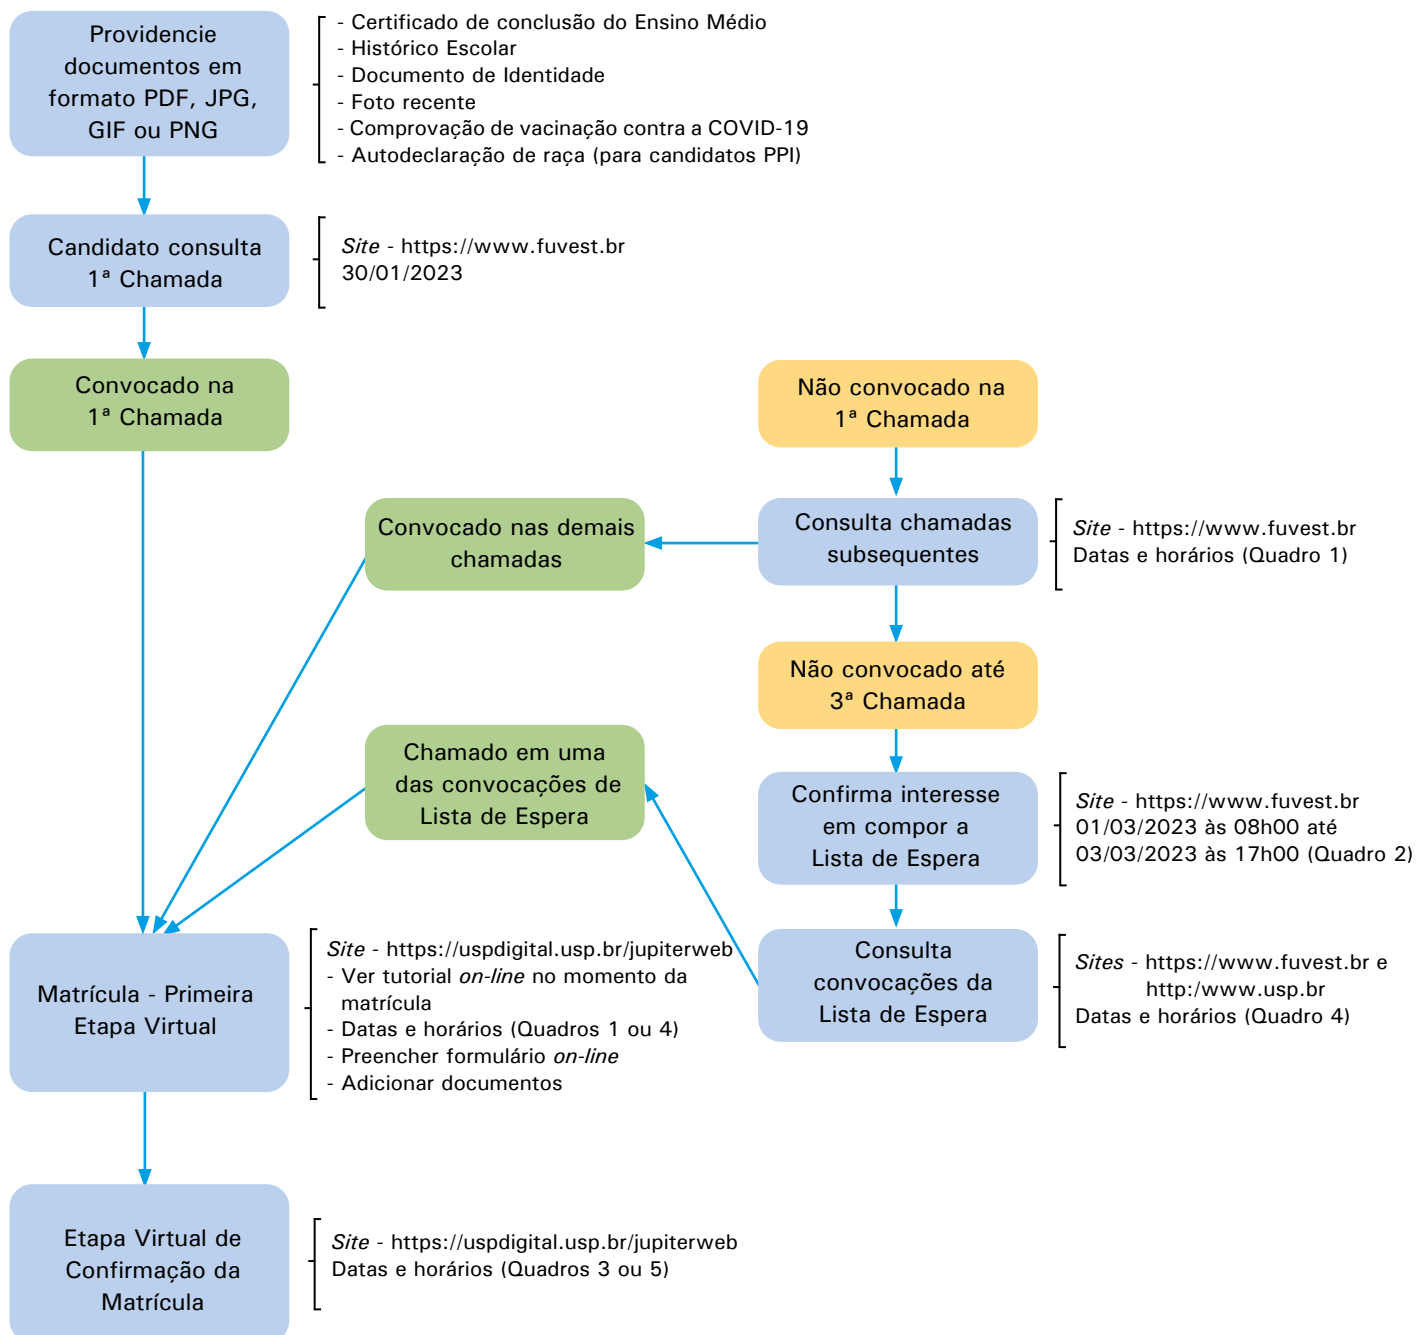 Providencie
documentos em
formato PDF, JPG,
GIF ou PNG
- Certificado de conclusão do Ensino Médio
- Histórico Escolar
- Documento de Identidade
- Foto recente
- Comprovação de vacinação contra a COVID-19
- Autodeclaração de raça (para candidatos PPI)
Candidato consulta
1ª Chamada
Site - https://www.fuvest.br
30/01/2023
Convocado na
1ª Chamada
Não convocado na
1ª Chamada
Convocado nas demais
chamadas
Consulta chamadas
subsequentes
Site - https://www.fuvest.br
Datas e horários (Quadro 1)
Não convocado até
3ª Chamada
Chamado em uma
das convocações de
Lista de Espera
Confirma interesse
em compor a
Lista de Espera
Site - https://www.fuvest.br
01/03/2023 às 08h00 até
03/03/2023 às 17h00 (Quadro 2)
Matrícula - Primeira
Etapa Virtual
Site - https://uspdigital.usp.br/jupiterweb
- Ver tutorial on-line no momento da
matrícula
- Datas e horários (Quadros 1 ou 4)
- Preencher formulário on-line
- Adicionar documentos
Consulta
convocações da
Lista de Espera
Sites - https://www.fuvest.br e
http:/www.usp.br
Datas e horários (Quadro 4)
Etapa Virtual de
Confirmação da
Matrícula
Site - https://uspdigital.usp.br/jupiterweb
Datas e horários (Quadros 3 ou 5)